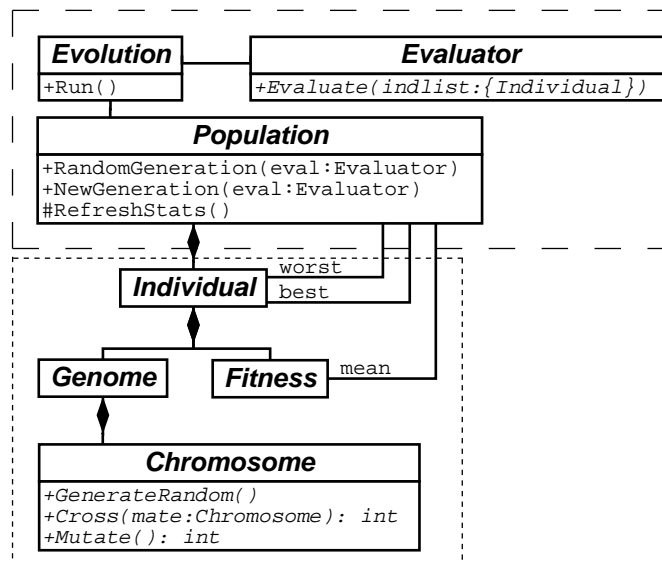 Evolution
+Run()
Evaluator
+Evaluate(indlist:{Individual})
Population
+RandomGeneration(eval:Evaluator)
+NewGeneration(eval:Evaluator)
#RefreshStats()
worst
Individual
best
Genome
Fitness
mean
Chromosome
+GenerateRandom()
+Cross(mate:Chromosome): int
+Mutate(): int